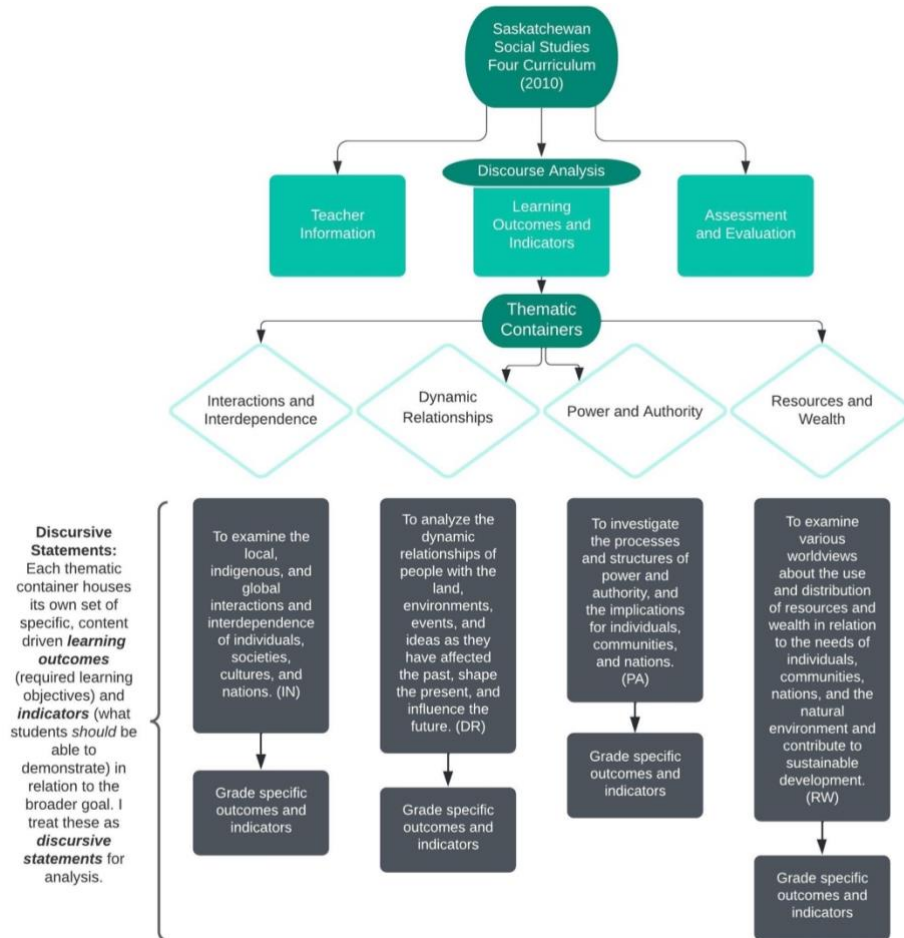 Saskatchewan
Social Studies
Four Curriculum
(2010)
Discourse Analysis
Teacher
Information
Learning
Outcomes and
Indicators
Assessment
and Evaluation
Thematic
Containers
Interactions and
Interdependence
Dynamic
Relationships
Power and Authority
Resources and
Wealth
Discursive
Statements:
Each thematic
container houses
its own set of
specific, content
driven learning
outcomes
(required learning
objectives) and
indicators (what
students should be
able to
demonstrate) in
relation to the
broader goal. I
treat these as
discursive
statements for
analysis.
To examine the
local,
indigenous, and
global
interactions and
interdependence
of individuals,
societies,
cultures, and
nations. (IN)
Grade specific
outcomes and
indicators
To analyze the
dynamic
relationships of
people with the
land,
environments,
events, and
ideas as they
have affected
the past, shape
the present, and
influence the
future. (DR)
Grade specific
outcomes and
indicators
To investigate
the processes
and structures of
power and
authority, and
the implications
for individuals,
communities,
and nations.
(PA)
Grade specific
outcomes and
indicators
To examine
various
worldviews
about the use
and distribution
of resources and
wealth in relation
to the needs of
individuals,
communities,
nations, and the
natural
environment and
contribute to
sustainable
development.
(RW)
Grade specific
outcomes and
indicators